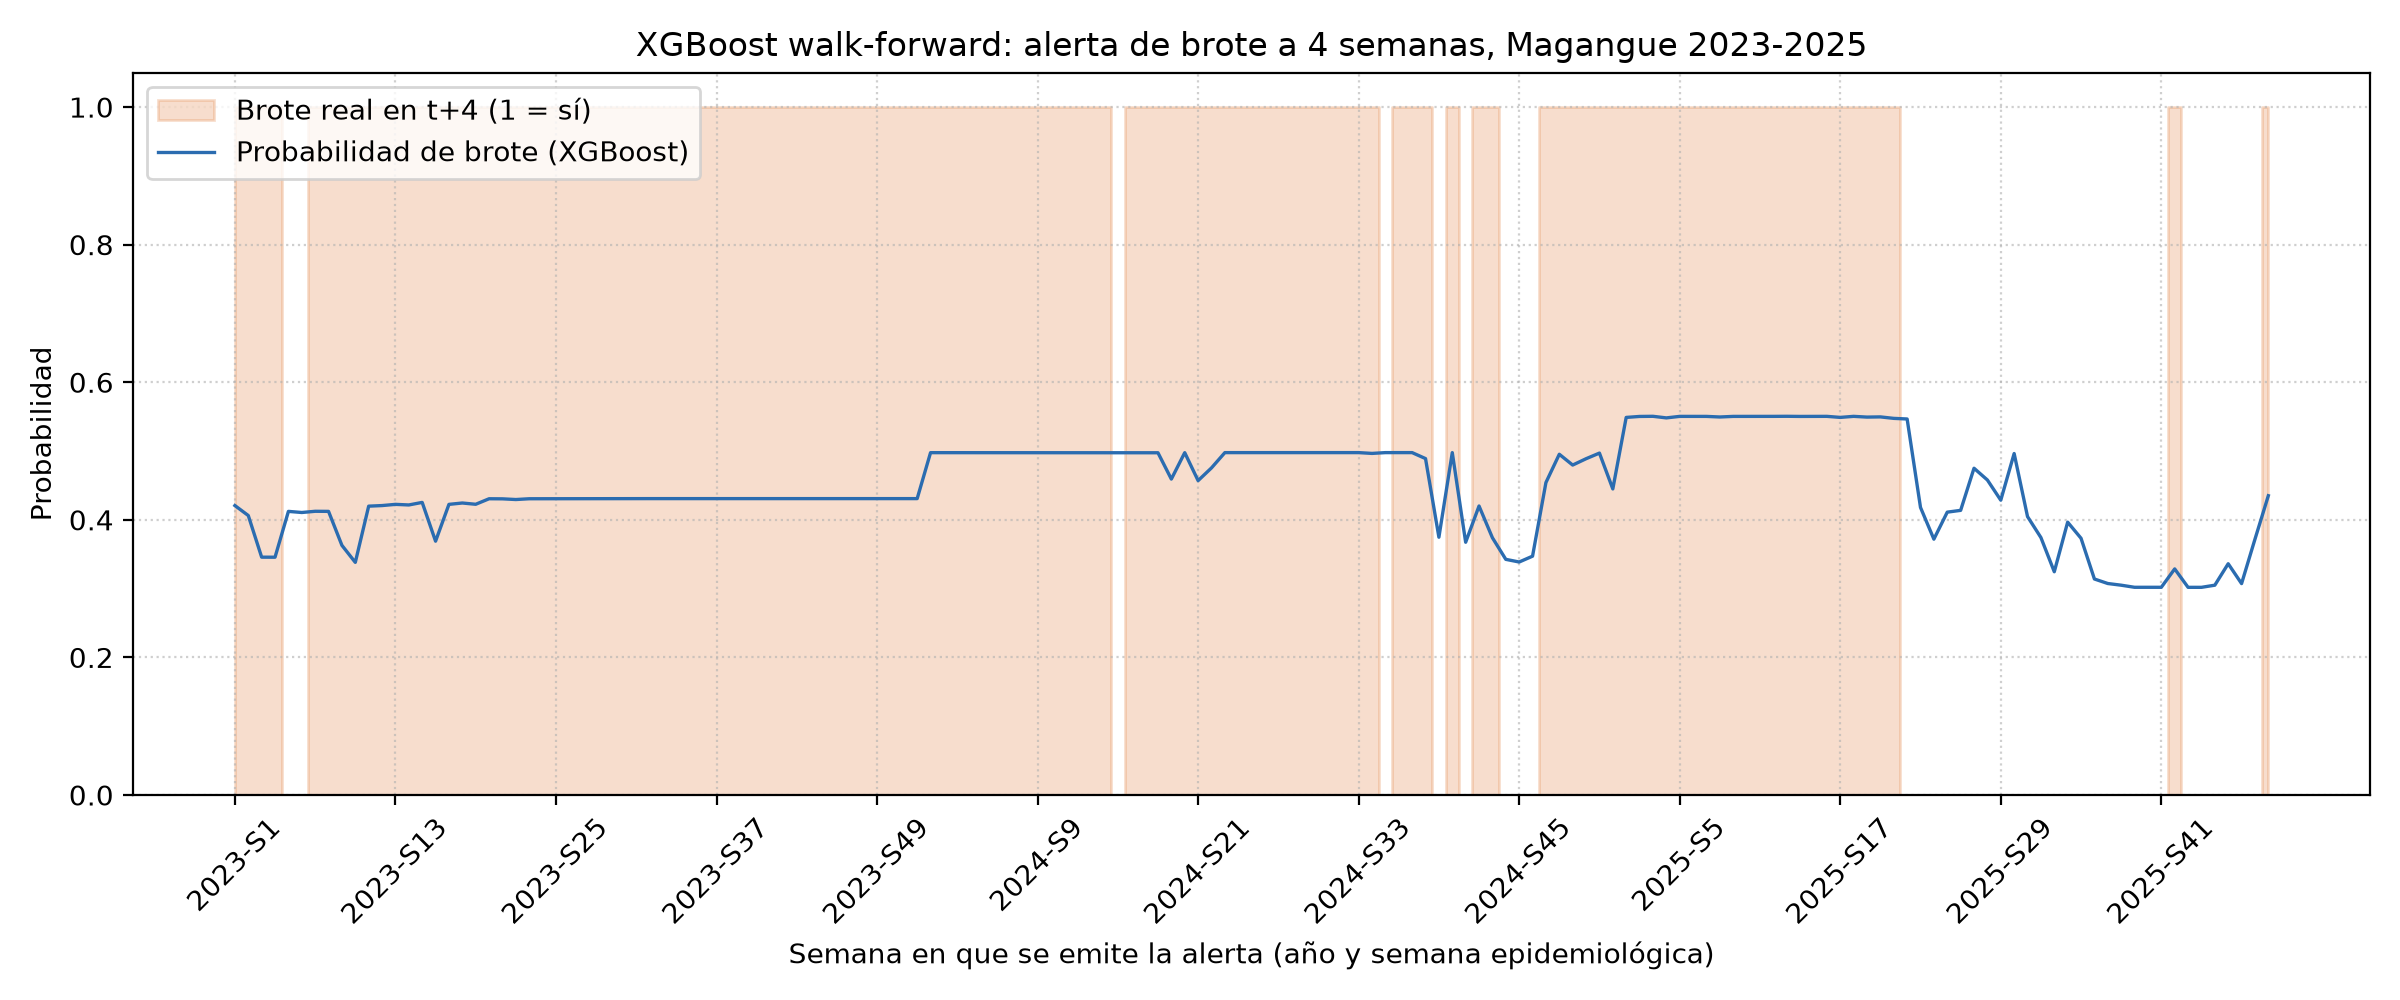 XGBoost walk-forward: alerta de brote a 4 semanas, Magangue 2023-2025
Brote real en t+4 (1 = sí)
Probabilidad de brote (XGBoost)
Probabilidad
1.0
0.8
0.6
0.4
0.2
0.0
2023-S1
2023-S13
2023-S25
2023-S37
2023-S49
2024-S9
2024-S21
2024-S33
2024-S45
2025-S5
2025-S17
2025-S29
2025-S41
Semana en que se emite la alerta (año y semana epidemiológica)